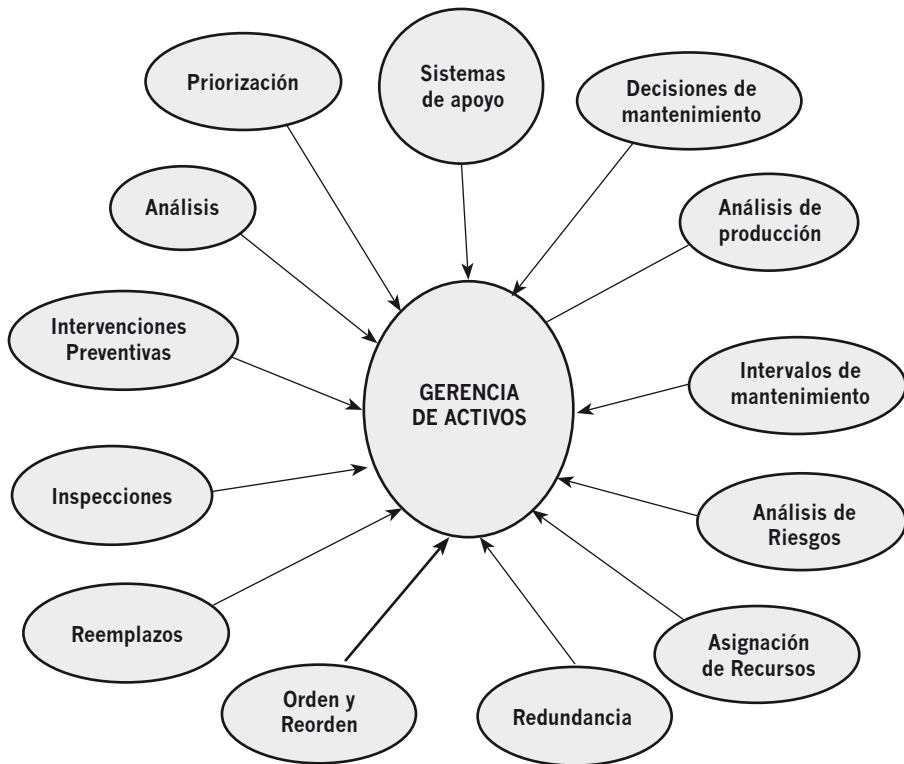 Sistemas
de apoyo
Priorización
Decisiones de
mantenimiento
Análisis
Análisis de
producción
Intervenciones
Preventivas
Intervalos de
mantenimiento
GERENCIA
DE ACTIVOS
Inspecciones
Análisis de
Riesgos
Reemplazos
Asignación
de Recursos
Orden y
Reorden
Redundancia